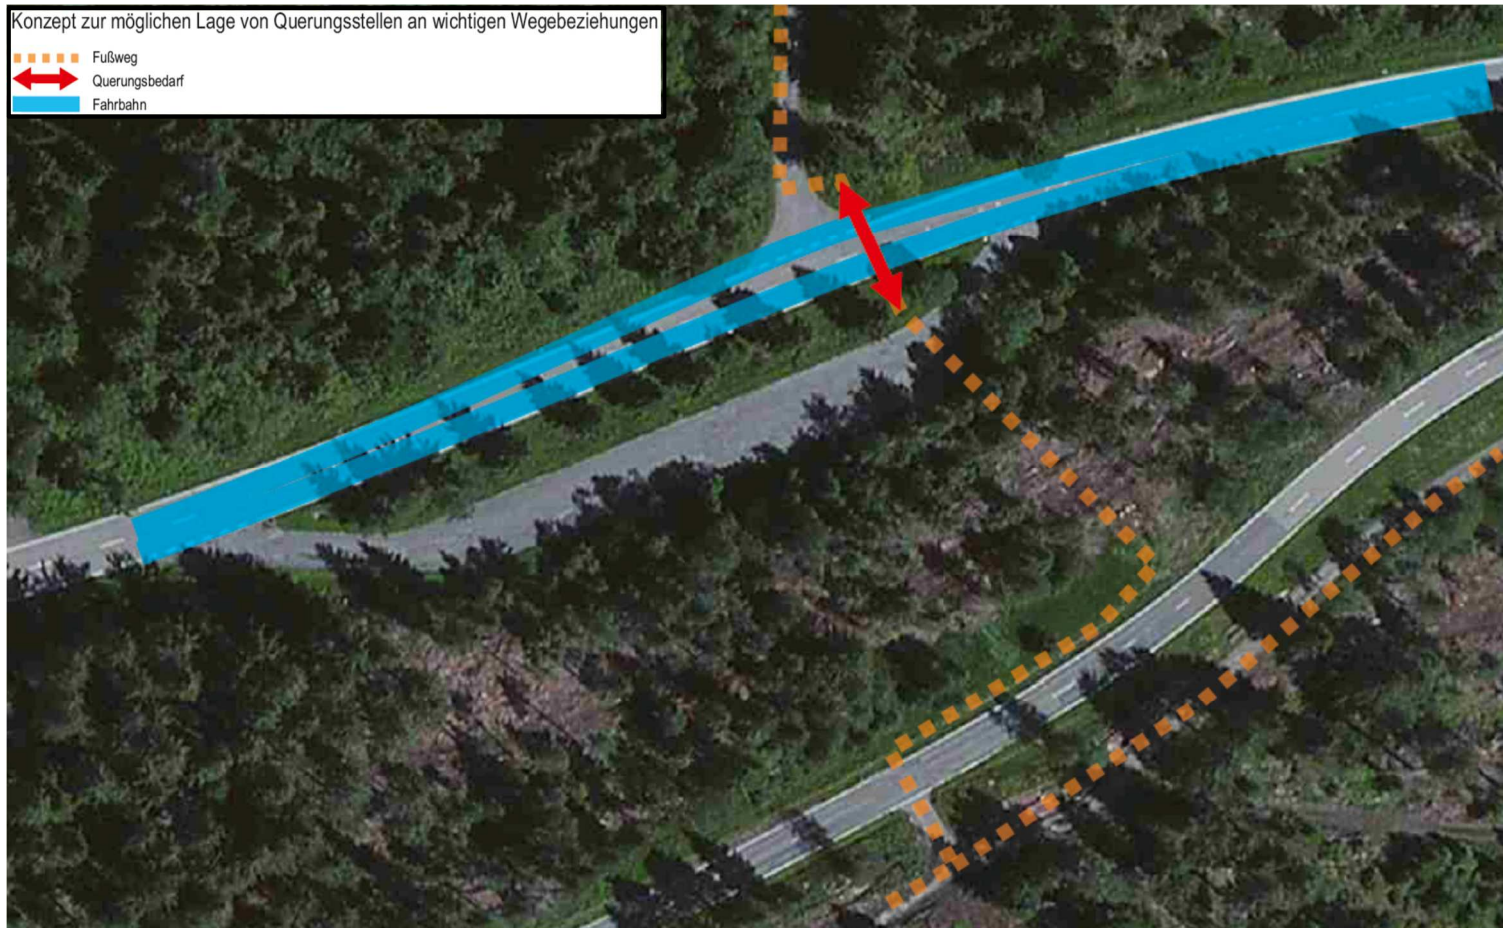 Konzept zur möglichen Lage von Querungsstellen an wichtigen Wegebeziehungen
Fußweg
Querungsbedarf
Fahrbahn